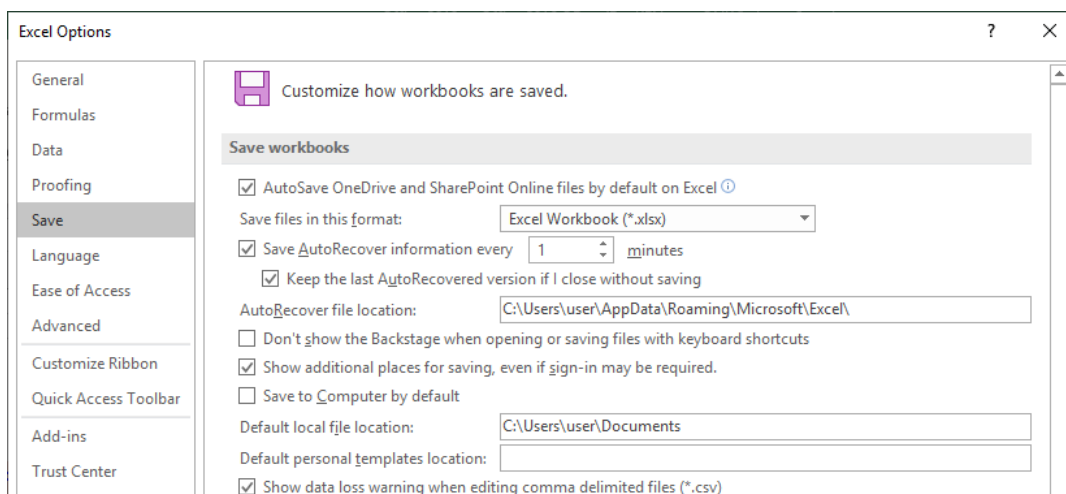 Excel Options
?
General
Formulas
Data
Proofing
Save
Language
Ease of Access
Advanced
Customize Ribbon
Quick Access Toolbar
Add-ins
Trust Center
Customize how workbooks are saved.
Save workbooks
AutoSave OneDrive and SharePoint Online files by default on Excel
Save files in this format: Excel Workbook (*.xlsx)
Save AutoRecover information every 1 minutes
Keep the last AutoRecovered version if I close without saving
AutoRecover file location: C:\Users\user\AppData\Roaming\Microsoft\Excel\
Don't show the Backstage when opening or saving files with keyboard shortcuts
Show additional places for saving, even if sign-in may be required.
Save to Computer by default
Default local file location: C:\Users\user\Documents
Default personal templates location:
Show data loss warning when editing comma delimited files (*.csv)